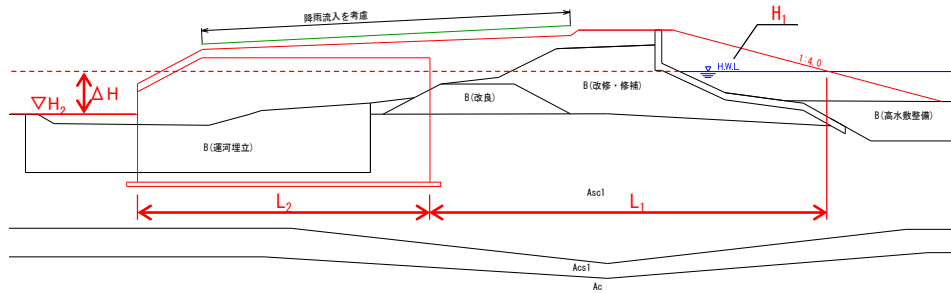 降雨流入を考慮
H₁
H.W.L
1:4.0
ΔH
▽H₂
B(改良)
B(改修・修補)
B(高水敷整備)
B(運河埋立)
Asc1
L₂
L₁
Acs1
Ac